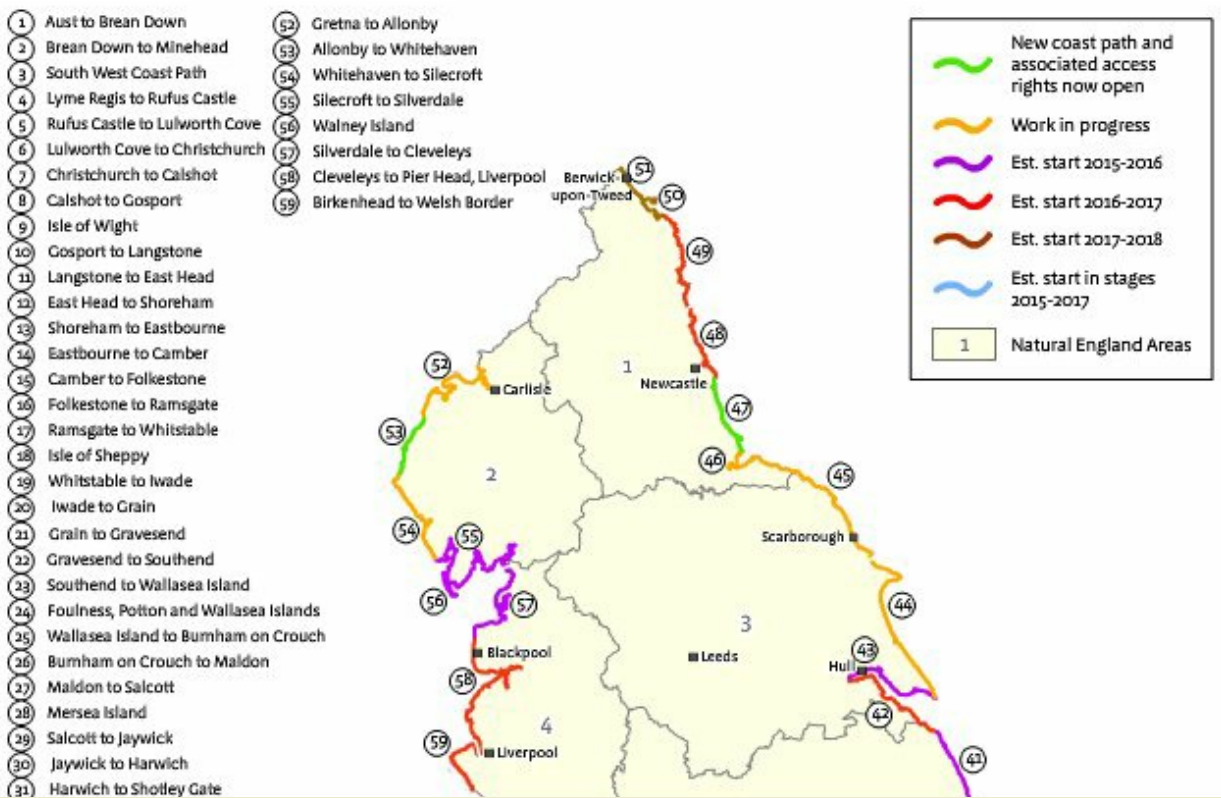 1 Aust to Brean Down
2 Brean Down to Minehead
3 South West Coast Path
4 Lyme Regis to Rufus Castle
5 Rufus Castle to Lulworth Cove
6 Lulworth Cove to Christchurch
7 Christchurch to Calshot
8 Calshot to Gosport
9 Isle of Wight
10 Gosport to Langstone
11 Langstone to East Head
12 East Head to Shoreham
13 Shoreham to Eastbourne
14 Eastbourne to Camber
15 Camber to Folkestone
16 Folkestone to Ramsgate
17 Ramsgate to Whitstable
18 Isle of Sheppy
19 Whitstable to Iwade
20 Iwade to Grain
21 Grain to Gravesend
22 Gravesend to Southend
23 Southend to Wallasea Island
24 Foulness, Potton and Wallasea Islands
25 Wallasea Island to Burnham on Crouch
26 Burnham on Crouch to Maldon
27 Maldon to Salcott
28 Mersea Island
29 Salcott to Jaywick
30 Jaywick to Harwich
31 Harwich to Shotley Gate
52 Gretna to Allonby
53 Allonby to Whitehaven
54 Whitehaven to Silecroft
55 Silecroft to Silverdale
56 Walney Island
57 Silverdale to Cleveleys
58 Cleveleys to Pier Head, Liverpool
59 Birkenhead to Welsh Border
New coast path and
associated access
rights now open
Work in progress
Est. start 2015-2016
Est. start 2016-2017
Est. start 2017-2018
Est. start in stages
2015-2017
1 Natural England Areas
51
Berwick-
upon-Tweed
50
49
48
52
1
Carlisle
Newcastle
47
53
46
45
2
54
55
Scarborough
56
57
44
3
Blackpool
Leeds
43
Hull
58
42
4
59
Liverpool
41